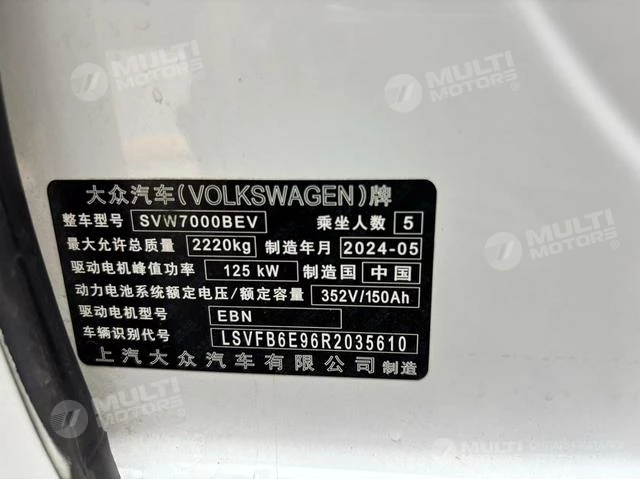 MULTI
MOTORS
MULTI
MOTORS
大众汽车(VOLKSWAGEN)牌
整车型号 SVW7000BEV 乘坐人数 5
最大允许总质量 2220kg 制造年月 2024-05
驱动电机峰值功率 125 kW 制造国 中国
动力电池系统额定电压/额定容量 352V/150Ah
驱动电机型号 EBN
车辆识别代号 LSVFB6E96R2035610
上汽大众汽车有限公司 制造
MULTI
MOTORS
MULTI
MOTORS
MULTI
MULTI